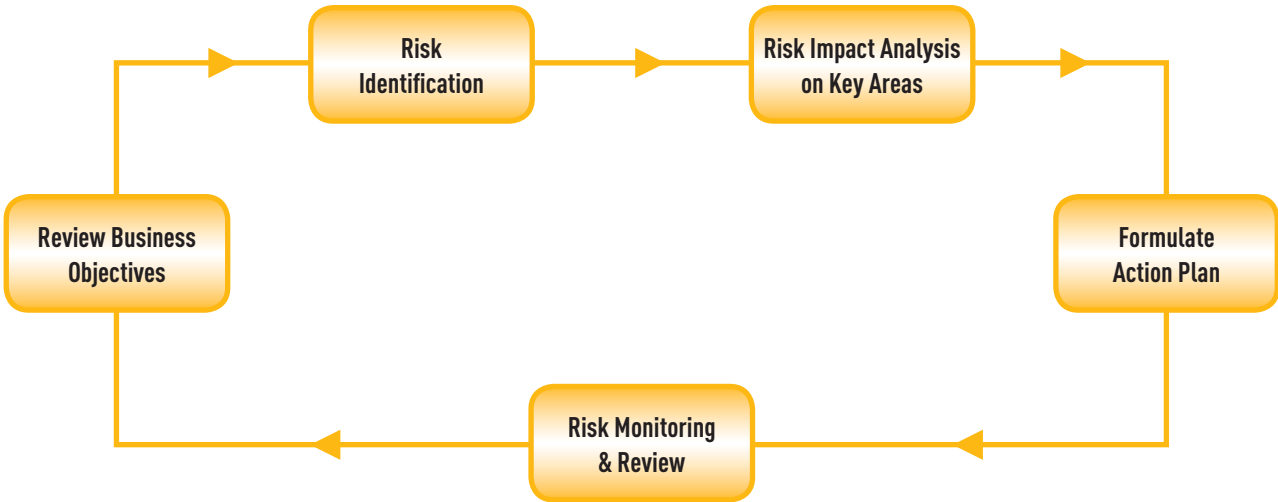 Risk
Identification
Risk Impact Analysis
on Key Areas
Review Business
Objectives
Formulate
Action Plan
Risk Monitoring
& Review